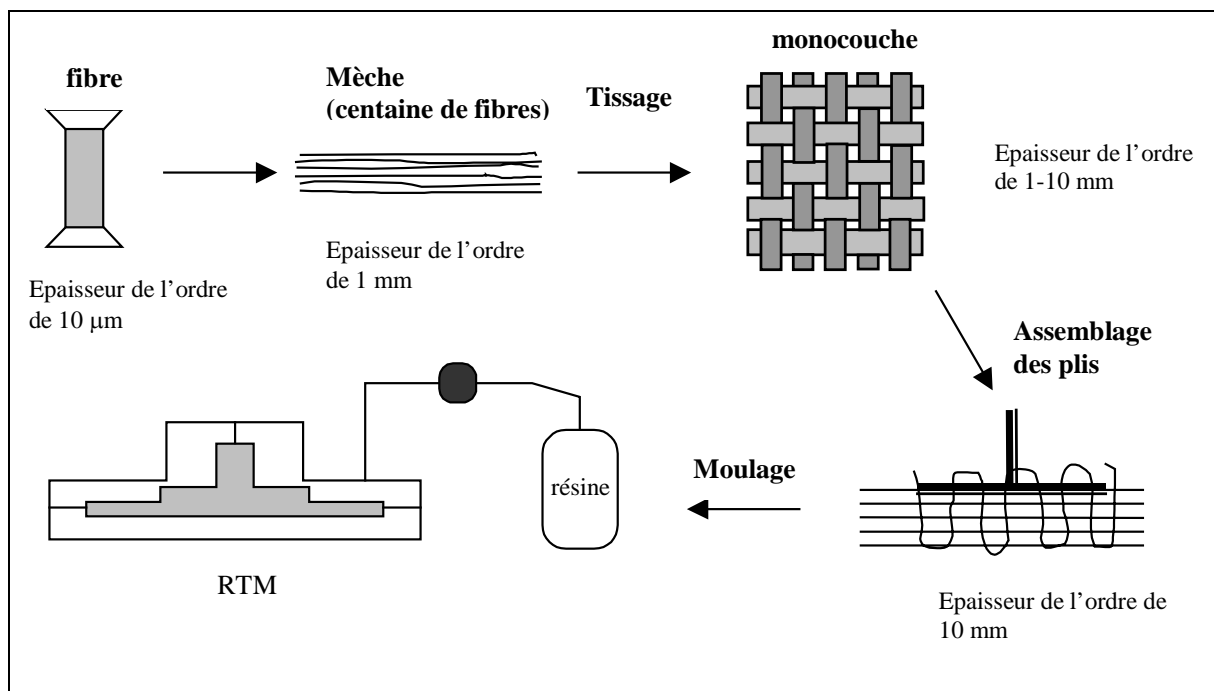 fibre
Epaisseur de l’ordre
de 10 μm
Mèche
(centaine de fibres)
Epaisseur de l’ordre
de 1 mm
Tissage
monocouche
Epaisseur de l’ordre
de 1-10 mm
Assemblage
des plis
Epaisseur de l’ordre de
10 mm
Moulage
résine
RTM